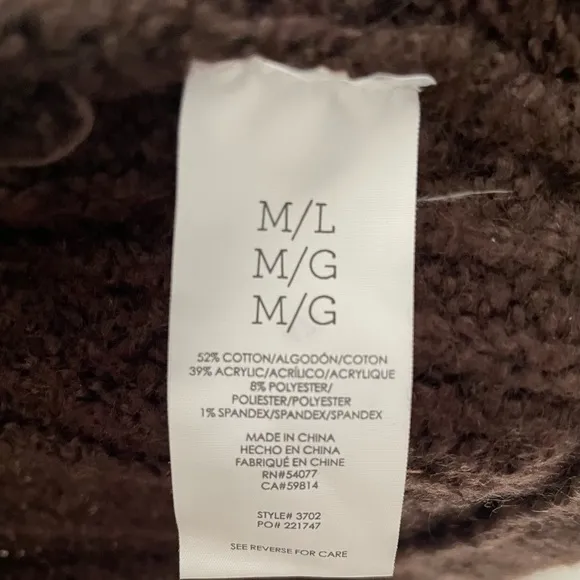 M/L
M/G
M/G
52% COTTON/ALGODÓN/COTON
39% ACRYLIC/ACRÍLICO/ACRYLIQUE
8% POLYESTER/
POLIESTER/POLYESTER
1% SPANDEX/SPANDEX/SPANDEX
MADE IN CHINA
HECHO EN CHINA
FABRIQUÉ EN CHINE
RN#54077
CA#59814
STYLE# 3702
PO# 221747
SEE REVERSE FOR CARE